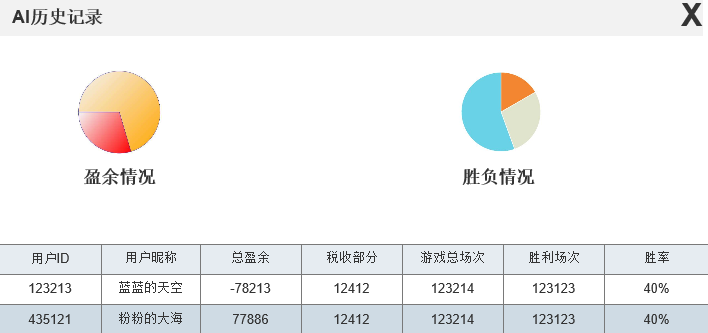 AI历史记录 X
盈余情况 胜负情况
用户ID 用户昵称 总盈余 税收部分 游戏总场次 胜利场次 胜率
123213 蓝蓝的天空 -78213 12412 123214 123123 40%
435121 粉粉的大海 77886 12412 123214 123123 40%